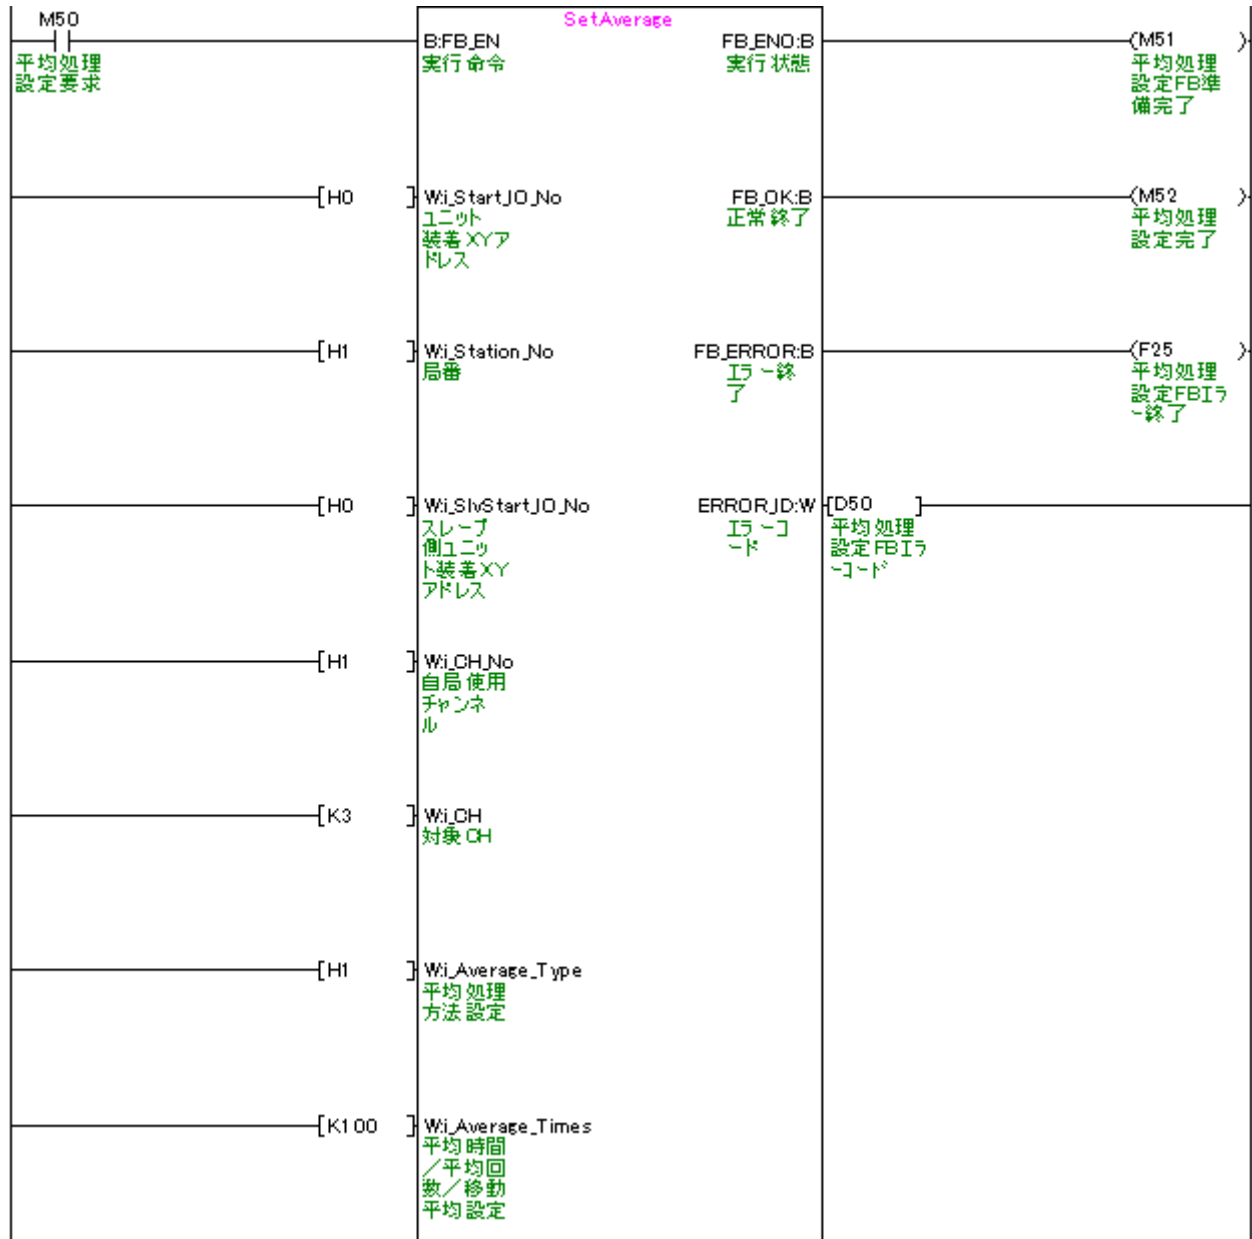 M50
平均処理
設定要求
SetAverage
B:FB_EN
実行命令
FB_ENO:B
実行状態
(M51 )
平均処理
設定FB準
備完了
[H0 ]
W:i_Start_IO_No
ユニット
装着XYア
ドレス
FB_OK:B
正常終了
(M52 )
平均処理
設定完了
[H1 ]
W:i_Station_No
局番
FB_ERROR:B
エラー終
了
(F25 )
平均処理
設定FBエラ
ー終了
[H0 ]
W:i_SlvStart_IO_No
スレーブ
側ユニッ
ト装着XY
アドレス
ERROR_ID:W
エラーコ
ード
[D50 ]
平均処理
設定FBエラ
ーコード
[H1 ]
W:i_CH_No
自局使用
チャンネ
ル
[K3 ]
W:i_CH
対象CH
[H1 ]
W:i_Average_Type
平均処理
方法設定
[K100 ]
W:i_Average_Times
平均時間
／平均回
数／移動
平均設定